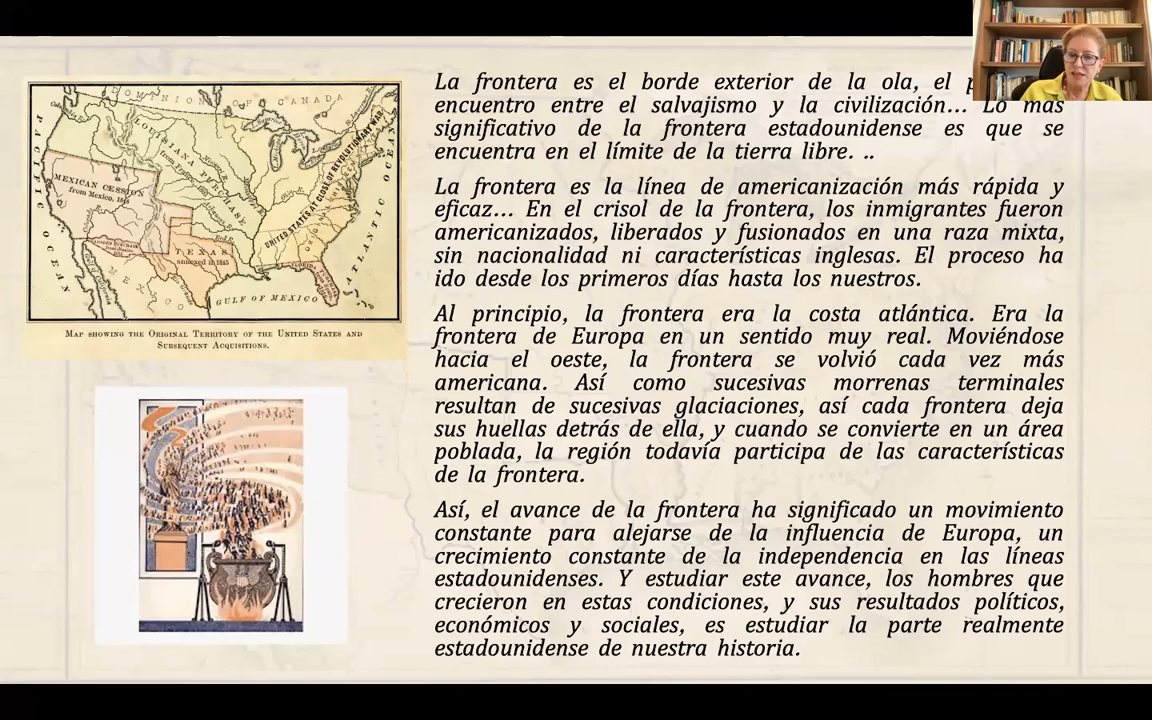 DOMINION OF CANADA
PACIFIC OCEAN
LOUISIANA PURCHASE
from France 1803
MEXICAN CESSION
from Mexico, 1848
GADSDEN PURCHASE
TEXAS
annexed in 1845
UNITED STATES AT CLOSE OF REVOLUTIONARY WAR.
FLORIDA
MEXICO
GULF OF MEXICO
ATLANTIC OCEAN
Map showing the Original Territory of the United States and
Subsequent Acquisitions.
La frontera es el borde exterior de la ola, el
encuentro entre el salvajismo y la civilización... Lo más
significativo de la frontera estadounidense es que se
encuentra en el límite de la tierra libre. ..
La frontera es la línea de americanización más rápida y
eficaz... En el crisol de la frontera, los inmigrantes fueron
americanizados, liberados y fusionados en una raza mixta,
sin nacionalidad ni características inglesas. El proceso ha
ido desde los primeros días hasta los nuestros.
Al principio, la frontera era la costa atlántica. Era la
frontera de Europa en un sentido muy real. Moviéndose
hacia el oeste, la frontera se volvió cada vez más
americana. Así como sucesivas morrenas terminales
resultan de sucesivas glaciaciones, así cada frontera deja
sus huellas detrás de ella, y cuando se convierte en un área
poblada, la región todavía participa de las características
de la frontera.
Así, el avance de la frontera ha significado un movimiento
constante para alejarse de la influencia de Europa, un
crecimiento constante de la independencia en las líneas
estadounidenses. Y estudiar este avance, los hombres que
crecieron en estas condiciones, y sus resultados políticos,
económicos y sociales, es estudiar la parte realmente
estadounidense de nuestra historia.